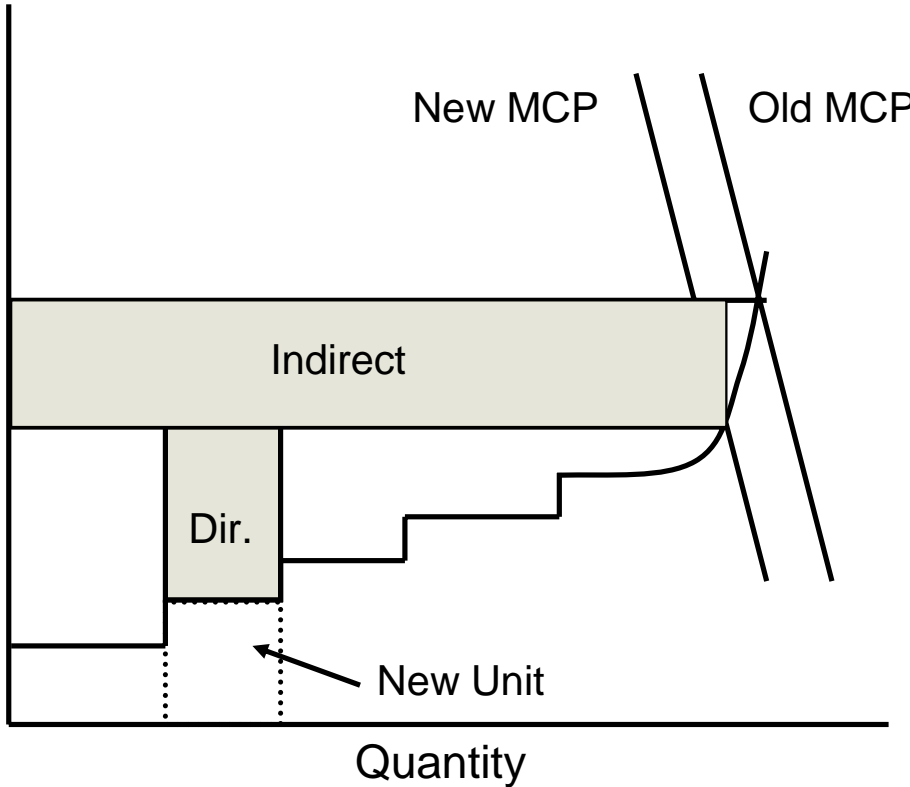 New MCP
Old MCP
Indirect
Dir.
New Unit
Quantity